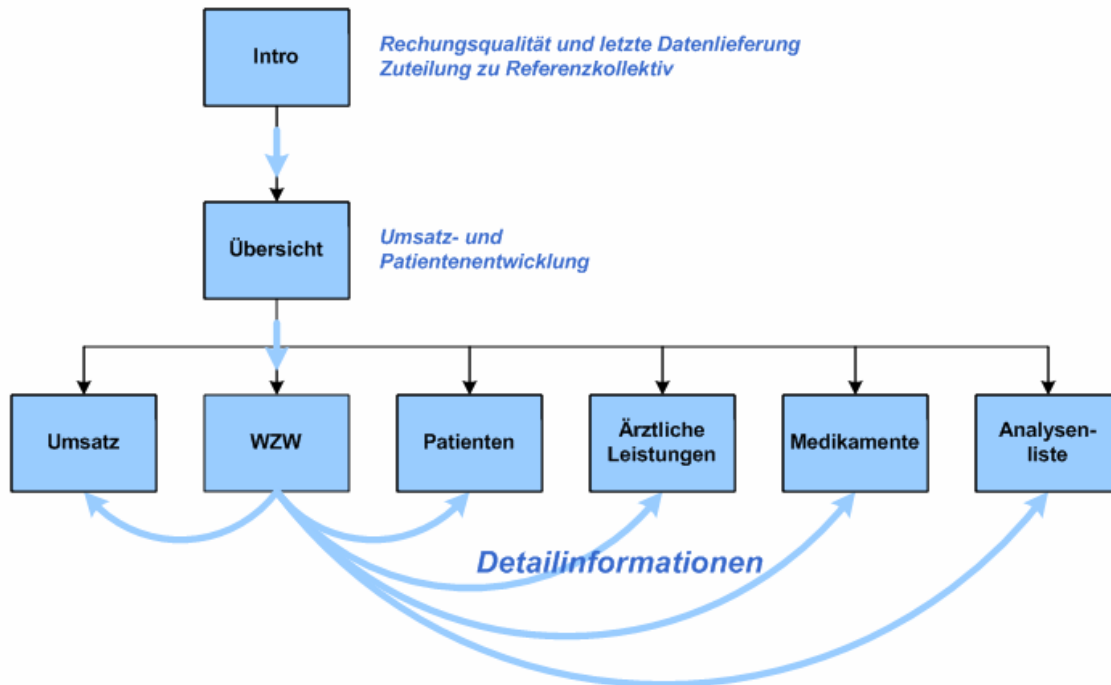 Intro
Rechungsqualität und letzte Datenlieferung
Zuteilung zu Referenzkollektiv
Übersicht
Umsatz- und
Patientenentwicklung
Umsatz
WZW
Patienten
Ärztliche
Leistungen
Medikamente
Analysen-
liste
Detailinformationen